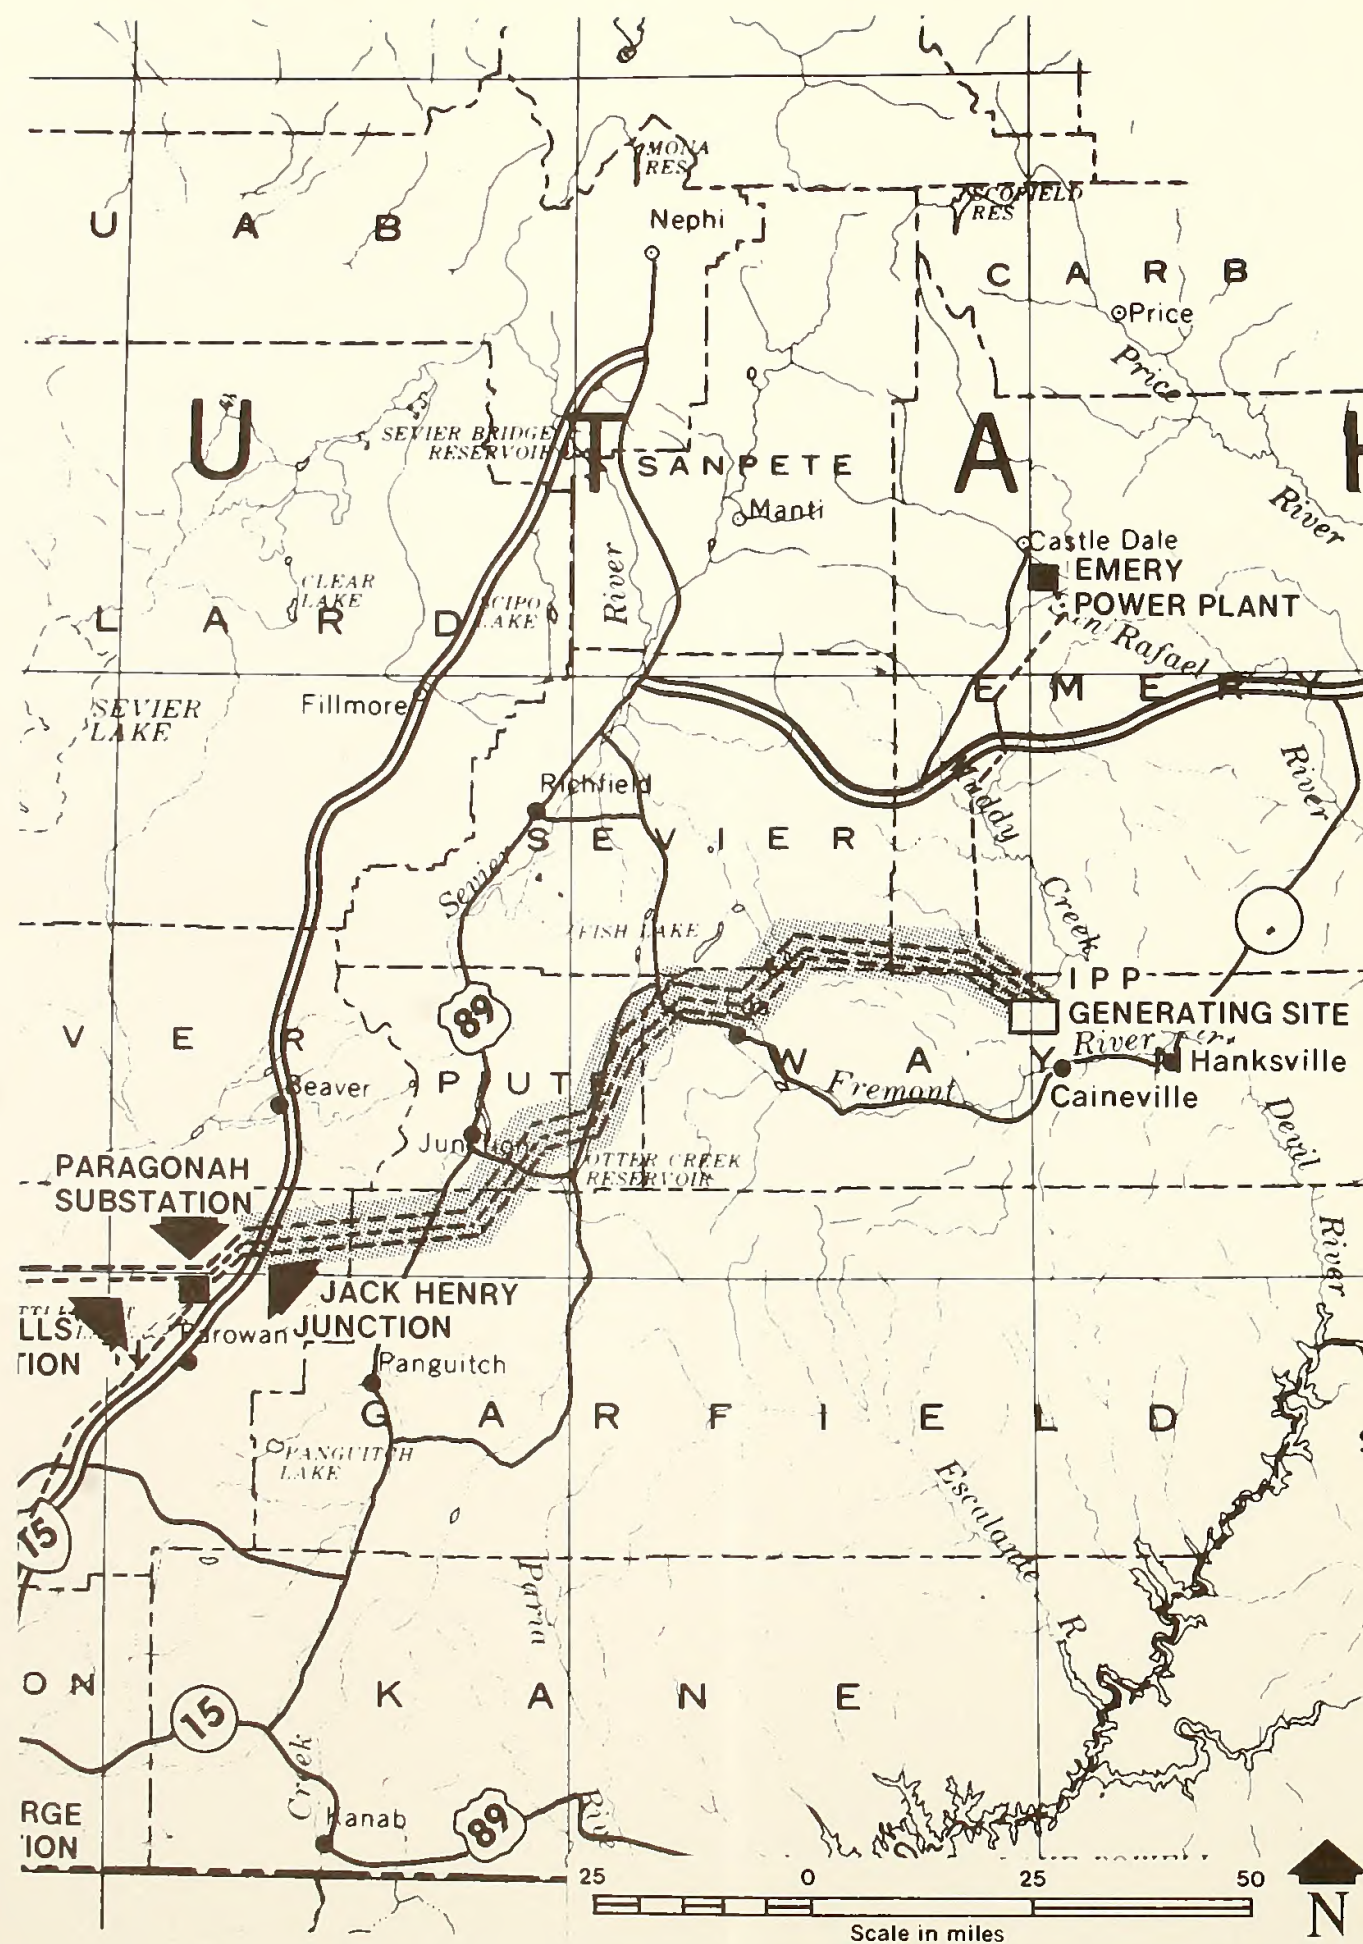 MONA
RES
SCOFIELD
RES
U A B
Nephi
C A R B
Price
Price
River
U T A H
SEVIER BRIDGE
RESERVOIR
SANPETE
Manti
Castle Dale
EMERY
POWER PLANT
CLEAR
LAKE
SCIPO
LAKE
River
L A R D
Rafael
E M E R Y
SEVIER
LAKE
Fillmore
River
Richfield
Muddy
Creek
S E V I E R
Sevier
FISH LAKE
89
IPP
GENERATING SITE
V E R
River
Hanksville
W A Y N
Fremont
Caineville
Beaver
P U T E
Junction
Devil
River
OTTER CREEK
RESERVOIR
PARAGONAH
SUBSTATION
JACK HENRY
JUNCTION
LLS
TION
Parowan
Panguitch
G A R F I E L D
PANGUITCH
LAKE
Escalante
R
15
Paria
O N
K A N E
15
Creek
Kanab
89
RGE
ION
25 0 25 50
Scale in miles
N